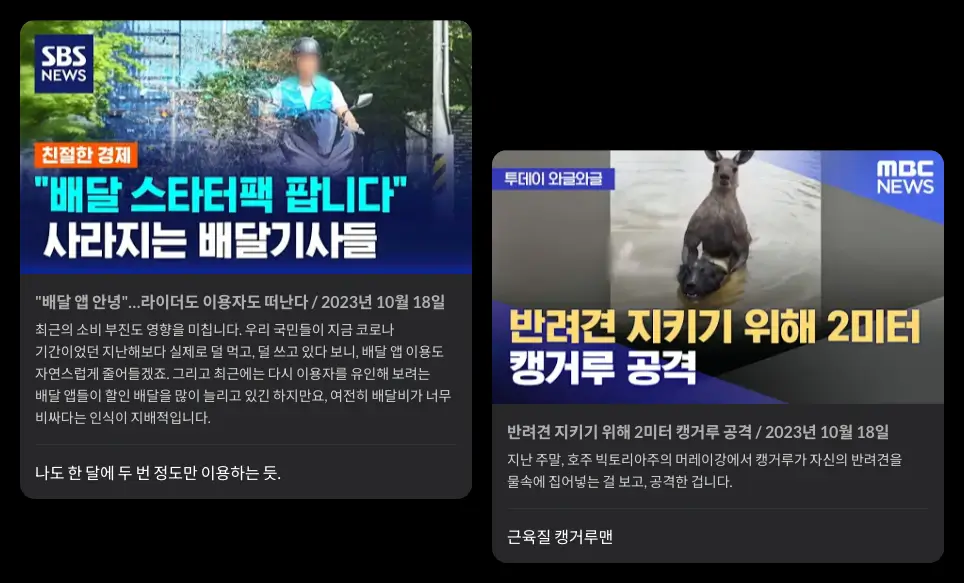 SBS
NEWS
친절한 경제
"배달 스타터팩 팝니다"
사라지는 배달기사들
"배달 앱 안녕"...라이더도 이용자도 떠난다 / 2023년 10월 18일
최근의 소비 부진도 영향을 미칩니다. 우리 국민들이 지금 코로나
기간이었던 지난해보다 실제로 덜 먹고, 덜 쓰고 있다 보니, 배달 앱 이용도
자연스럽게 줄어들겠죠. 그리고 최근에는 다시 이용자를 유인해 보려는
배달 앱들이 할인 배달을 많이 늘리고 있긴 하지만요, 여전히 배달비가 너무
비싸다는 인식이 지배적입니다.
나도 한 달에 두 번 정도만 이용하는 듯.
투데이 와글와글
MBC
NEWS
반려견 지키기 위해 2미터
캥거루 공격
반려견 지키기 위해 2미터 캥거루 공격 / 2023년 10월 18일
지난 주말, 호주 빅토리아주의 머레이강에서 캥거루가 자신의 반려견을
물속에 집어넣는 걸 보고, 공격한 겁니다.
근육질 캥거루맨